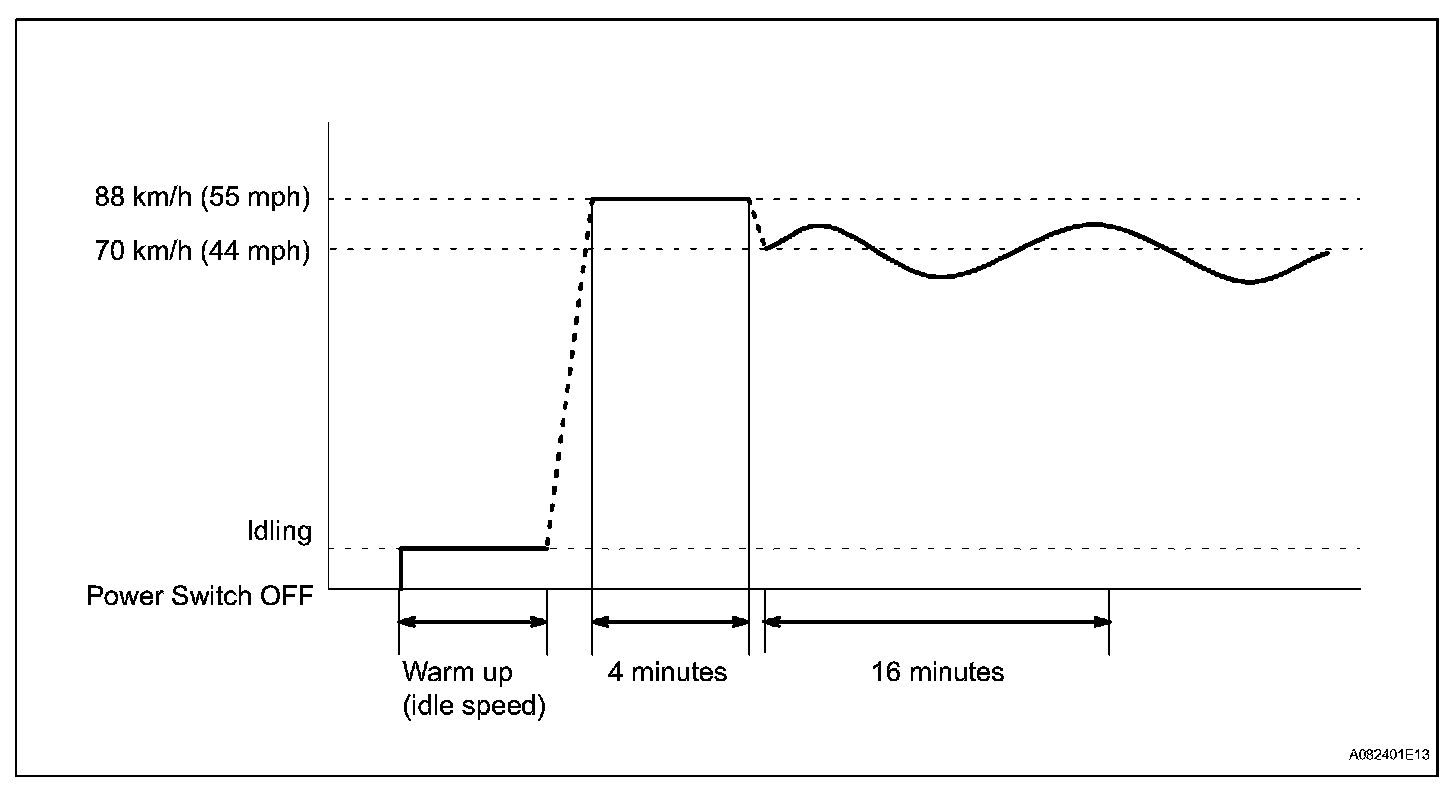 88 km/h (55 mph)
70 km/h (44 mph)
Idling
Power Switch OFF
Warm up
(idle speed)
4 minutes
16 minutes
A082401E13